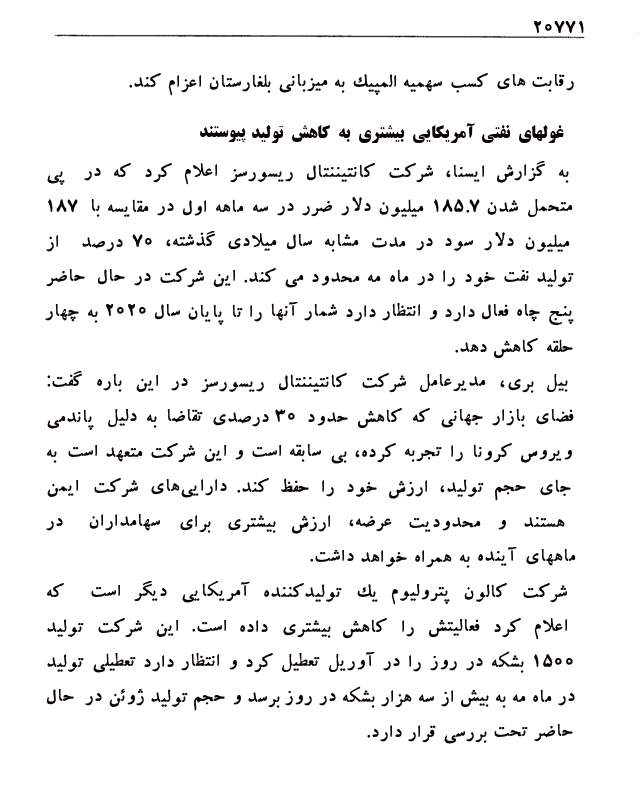 ۲۰۷۷۱
رقابت های کسب سهمیه المپیك به میزبانی بلغارستان اعزام کند.
غولهای نفتی آمریکایی بیشتری به کاهش تولید پیوستند
به گزارش ایسنا، شرکت کانتیننتال ریسورسز اعلام کرد که در پی
متحمل شدن ۱۸۵.۷ میلیون دلار ضرر در سه ماهه اول در مقایسه با ۱۸۷
میلیون دلار سود در مدت مشابه سال میلادی گذشته، ۷۰ درصد از
تولید نفت خود را در ماه مه محدود می کند. این شرکت در حال حاضر
پنج چاه فعال دارد و انتظار دارد شمار آنها را تا پایان سال ۲۰۲۰ به چهار
حلقه کاهش دهد.
بیل بری، مدیرعامل شرکت کانتیننتال ریسورسز در این باره گفت:
فضای بازار جهانی که کاهش حدود ۳۰ درصدی تقاضا به دلیل پاندمی
ویروس کرونا را تجربه کرده، بی سابقه است و این شرکت متعهد است به
جای حجم تولید، ارزش خود را حفظ کند. دارایی‌های شرکت ایمن
هستند و محدودیت عرضه، ارزش بیشتری برای سهامداران در
ماههای آینده به همراه خواهد داشت.
شرکت کالون پترولیوم یك تولیدکننده آمریکایی دیگر است که
اعلام کرد فعالیتش را کاهش بیشتری داده است. این شرکت تولید
۱۵۰۰ بشکه در روز را در آوریل تعطیل کرد و انتظار دارد تعطیلی تولید
در ماه مه به بیش از سه هزار بشکه در روز برسد و حجم تولید ژوئن در حال
حاضر تحت بررسی قرار دارد.